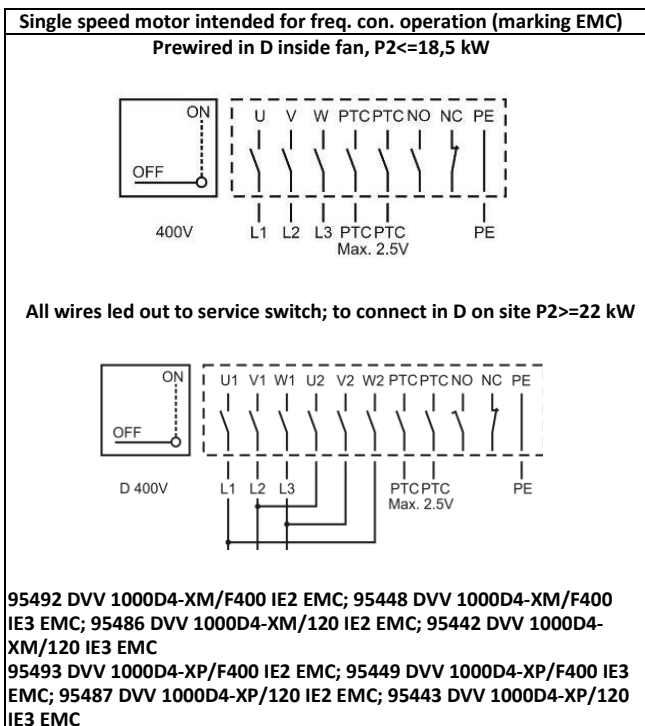 Single speed motor intended for freq. con. operation (marking EMC)
Prewired in D inside fan, P2<=18,5 kW
ON U V W PTC PTC NO NC PE
OFF
400V L1 L2 L3 PTC PTC PE
Max. 2.5V
All wires led out to service switch; to connect in D on site P2>=22 kW
ON U1 V1 W1 U2 V2 W2 PTC PTC NO NC PE
OFF
D 400V L1 L2 L3 PTC PTC PE
Max. 2.5V
95492 DVV 1000D4-XM/F400 IE2 EMC; 95448 DVV 1000D4-XM/F400
IE3 EMC; 95486 DVV 1000D4-XM/120 IE2 EMC; 95442 DVV 1000D4-
XM/120 IE3 EMC
95493 DVV 1000D4-XP/F400 IE2 EMC; 95449 DVV 1000D4-XP/F400 IE3
EMC; 95487 DVV 1000D4-XP/120 IE2 EMC; 95443 DVV 1000D4-XP/120
IE3 EMC